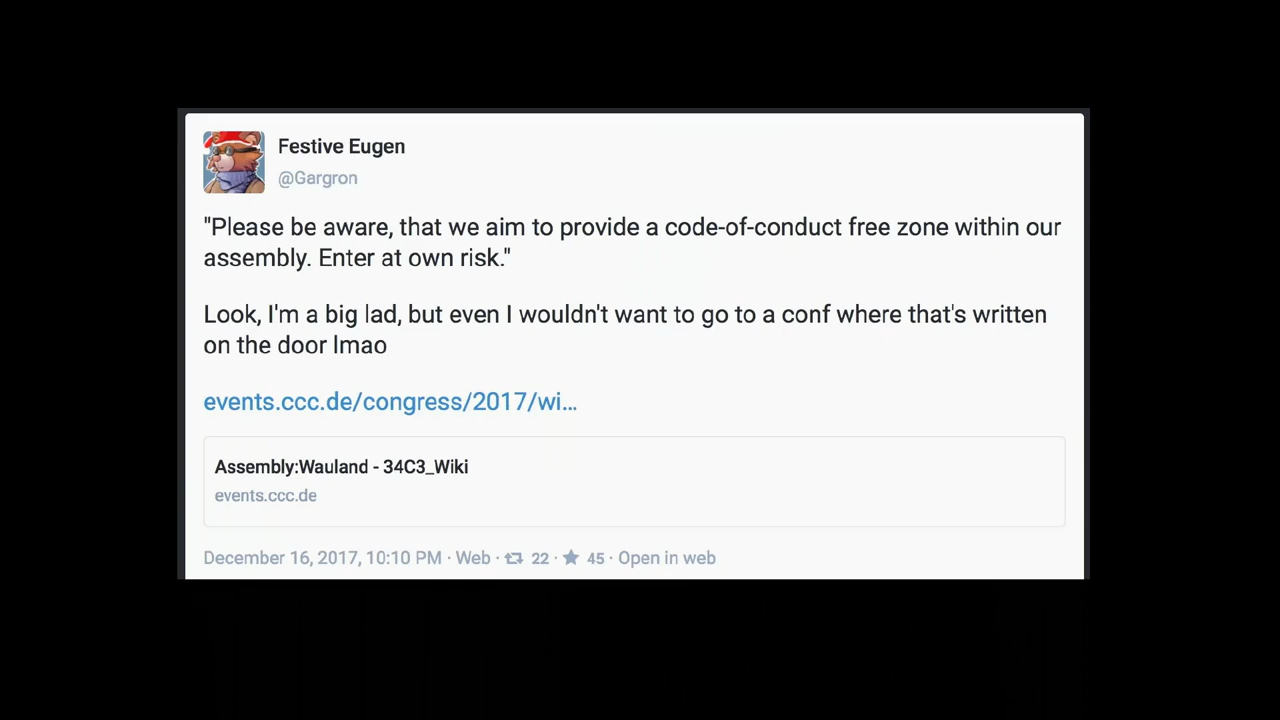 Festive Eugen
@Gargron
"Please be aware, that we aim to provide a code-of-conduct free zone within our
assembly. Enter at own risk."
Look, I'm a big lad, but even I wouldn't want to go to a conf where that's written
on the door lmao
events.ccc.de/congress/2017/wi…
Assembly:Wauland - 34C3_Wiki
events.ccc.de
December 16, 2017, 10:10 PM · Web · 22 · 45 · Open in web